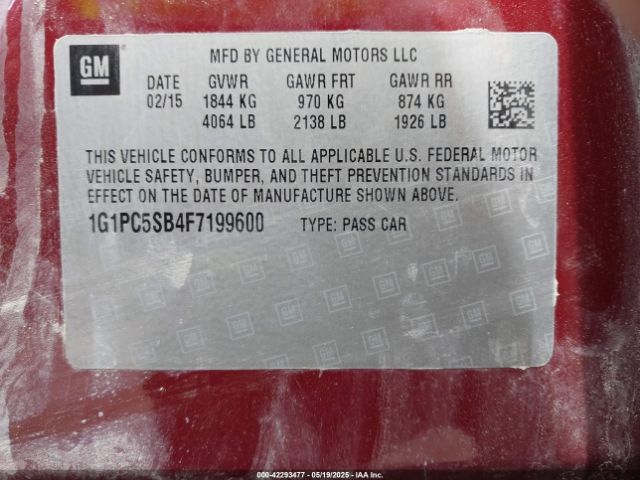 GM
MFD BY GENERAL MOTORS LLC
DATE GVWR GAWR FRT GAWR RR
02/15 1844 KG 970 KG 874 KG
4064 LB 2138 LB 1926 LB
THIS VEHICLE CONFORMS TO ALL APPLICABLE U.S. FEDERAL MOTOR
VEHICLE SAFETY, BUMPER, AND THEFT PREVENTION STANDARDS IN
EFFECT ON THE DATE OF MANUFACTURE SHOWN ABOVE.
1G1PC5SB4F7199600 TYPE: PASS CAR
000-42293477 - 05/19/2025 - IAA Inc.